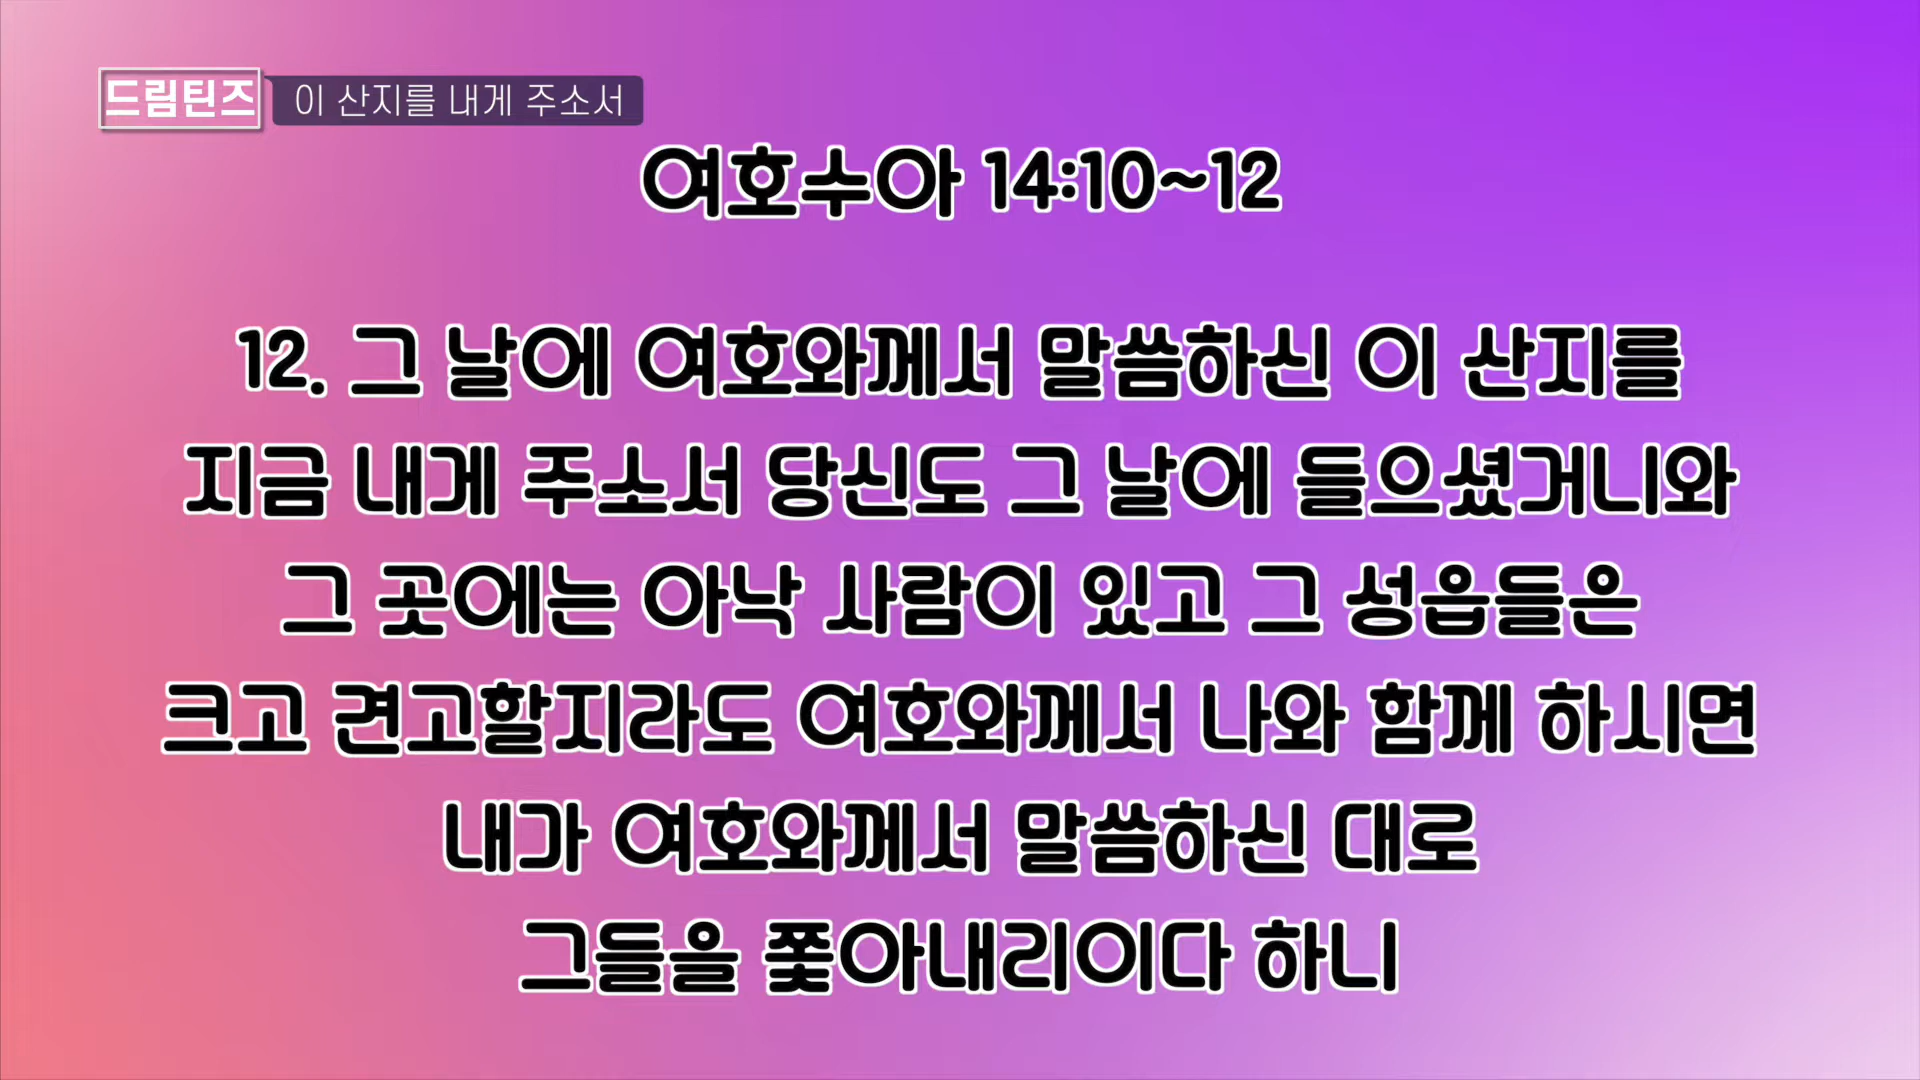 드림틴즈 이 산지를 내게 주소서
여호수아 14:10~12
12. 그 날에 여호와께서 말씀하신 이 산지를
지금 내게 주소서 당신도 그 날에 들으셨거니와
그 곳에는 아낙 사람이 있고 그 성읍들은
크고 견고할지라도 여호와께서 나와 함께 하시면
내가 여호와께서 말씀하신 대로
그들을 쫓아내리이다 하니